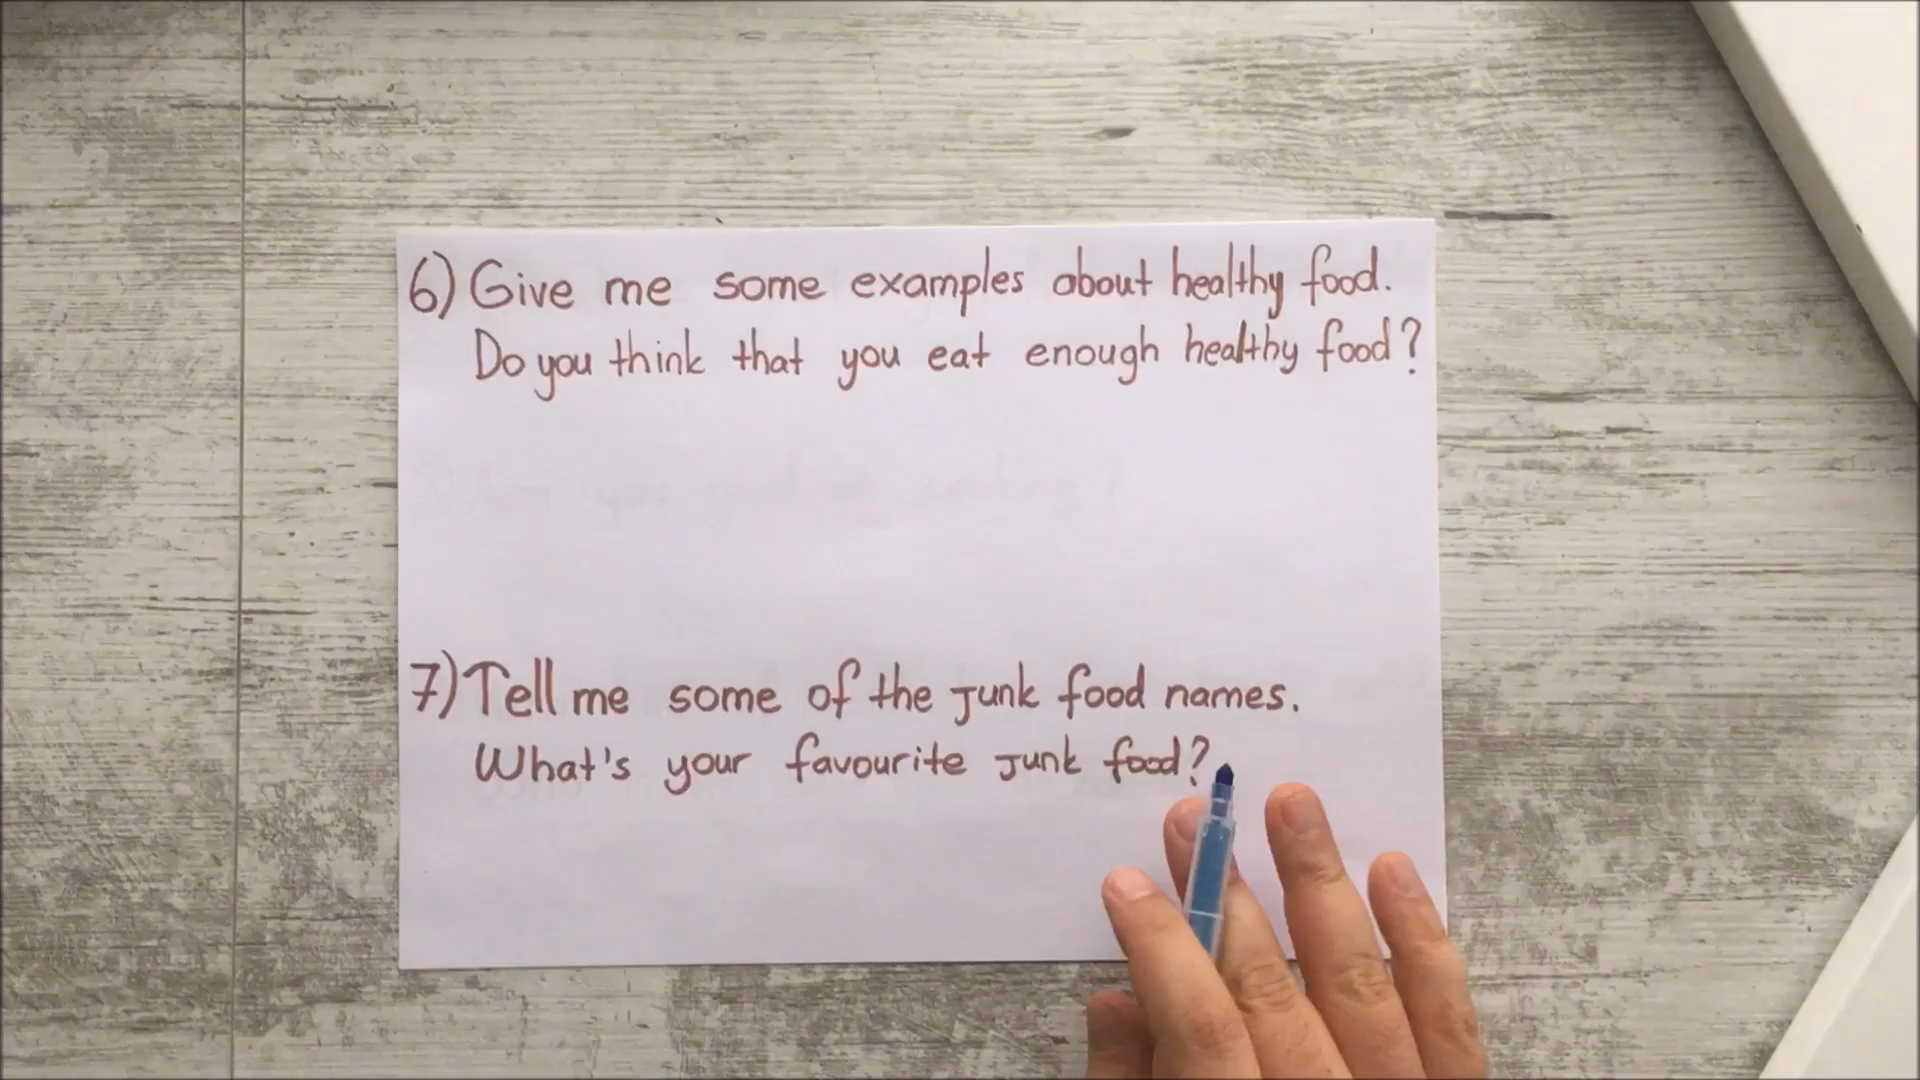 6) Give me some examples about healthy food.
Do you think that you eat enough healthy food?
7) Tell me some of the junk food names.
What's your favourite junk food?